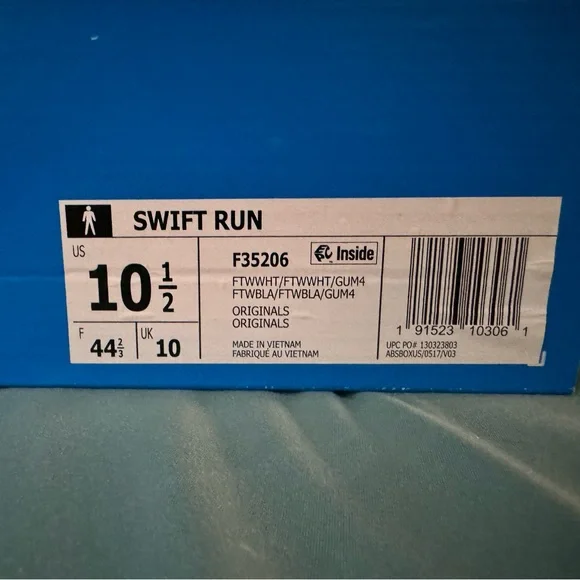 SWIFT RUN
US
10 1/2
F
44 2/3
UK
10
F35206
Inside
FTWWHT/FTWWHT/GUM4
FTWBLA/FTWBLA/GUM4
ORIGINALS
ORIGINALS
MADE IN VIETNAM
FABRIQUÉ AU VIETNAM
1 91523 10306 1
UPC PO# 130323803
ABSBOXUS/0517/V03